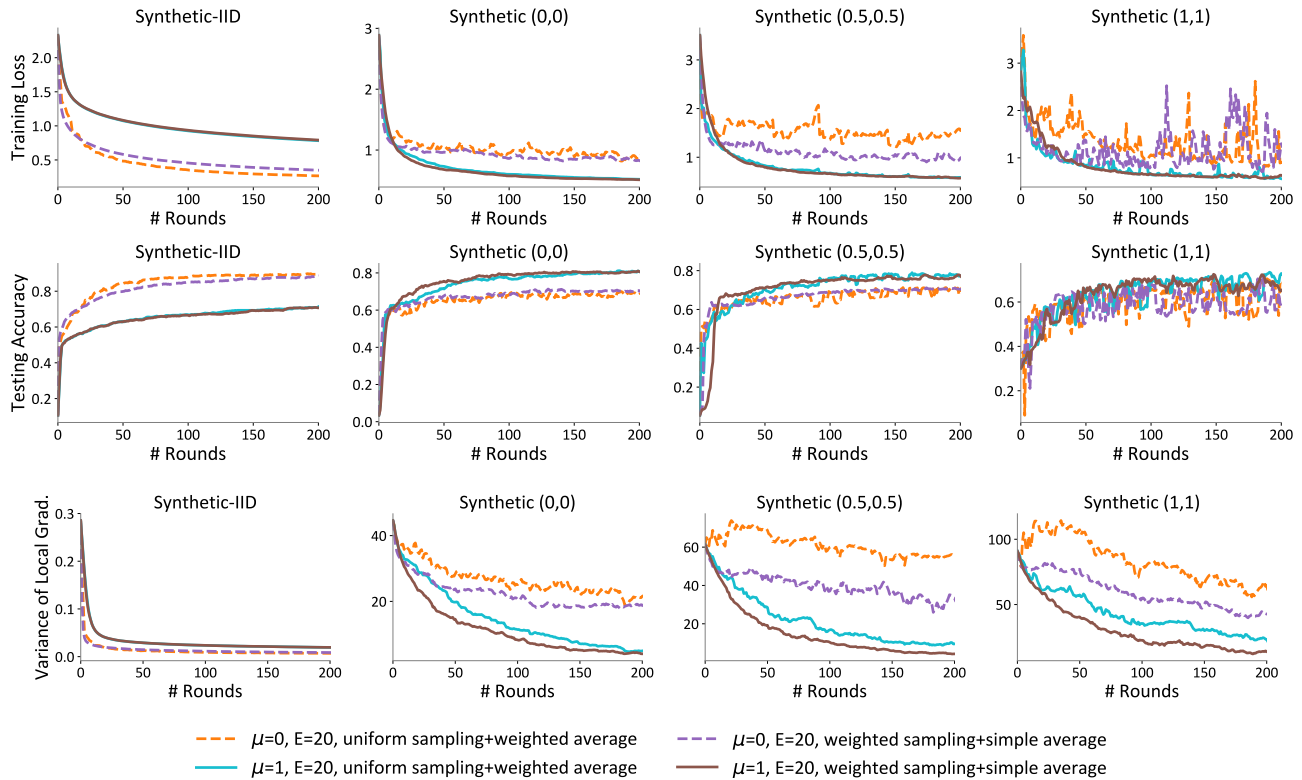 Synthetic-IID Synthetic (0,0) Synthetic (0.5,0.5) Synthetic (1,1)
Training Loss
2.0
1.5
1.0
0.5
3
2
1
3
2
1
3
2
1
0 50 100 150 200 0 50 100 150 200 0 50 100 150 200 0 50 100 150 200
# Rounds # Rounds # Rounds # Rounds
Synthetic-IID Synthetic (0,0) Synthetic (0.5,0.5) Synthetic (1,1)
Testing Accuracy
0.8
0.6
0.4
0.2
0.8
0.6
0.4
0.2
0.0
0.8
0.6
0.4
0.2
0.6
0.4
0.2
0 50 100 150 200 0 50 100 150 200 0 50 100 150 200 0 50 100 150 200
# Rounds # Rounds # Rounds # Rounds
Synthetic-IID Synthetic (0,0) Synthetic (0.5,0.5) Synthetic (1,1)
Variance of Local Grad.
0.3
0.2
0.1
0.0
40
20
60
40
20
100
50
0 50 100 150 200 0 50 100 150 200 0 50 100 150 200 0 50 100 150 200
# Rounds # Rounds # Rounds # Rounds
μ=0, E=20, uniform sampling+weighted average μ=0, E=20, weighted sampling+simple average
μ=1, E=20, uniform sampling+weighted average μ=1, E=20, weighted sampling+simple average